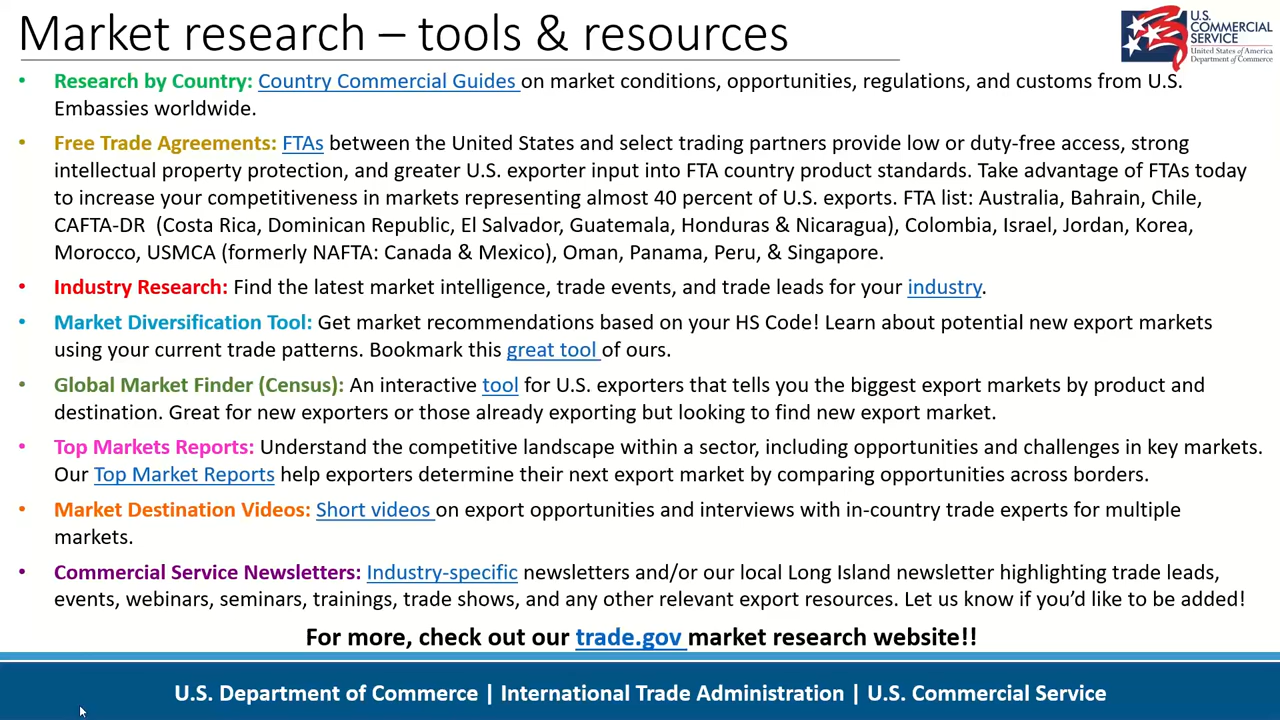 Market research – tools & resources
U.S.
COMMERCIAL
SERVICE
United States of America
Department of Commerce
• Research by Country: Country Commercial Guides on market conditions, opportunities, regulations, and customs from U.S.
Embassies worldwide.
• Free Trade Agreements: FTAs between the United States and select trading partners provide low or duty-free access, strong
intellectual property protection, and greater U.S. exporter input into FTA country product standards. Take advantage of FTAs today
to increase your competitiveness in markets representing almost 40 percent of U.S. exports. FTA list: Australia, Bahrain, Chile,
CAFTA-DR (Costa Rica, Dominican Republic, El Salvador, Guatemala, Honduras & Nicaragua), Colombia, Israel, Jordan, Korea,
Morocco, USMCA (formerly NAFTA: Canada & Mexico), Oman, Panama, Peru, & Singapore.
• Industry Research: Find the latest market intelligence, trade events, and trade leads for your industry.
• Market Diversification Tool: Get market recommendations based on your HS Code! Learn about potential new export markets
using your current trade patterns. Bookmark this great tool of ours.
• Global Market Finder (Census): An interactive tool for U.S. exporters that tells you the biggest export markets by product and
destination. Great for new exporters or those already exporting but looking to find new export market.
• Top Markets Reports: Understand the competitive landscape within a sector, including opportunities and challenges in key markets.
Our Top Market Reports help exporters determine their next export market by comparing opportunities across borders.
• Market Destination Videos: Short videos on export opportunities and interviews with in-country trade experts for multiple
markets.
• Commercial Service Newsletters: Industry-specific newsletters and/or our local Long Island newsletter highlighting trade leads,
events, webinars, seminars, trainings, trade shows, and any other relevant export resources. Let us know if you’d like to be added!
For more, check out our trade.gov market research website!!
U.S. Department of Commerce | International Trade Administration | U.S. Commercial Service